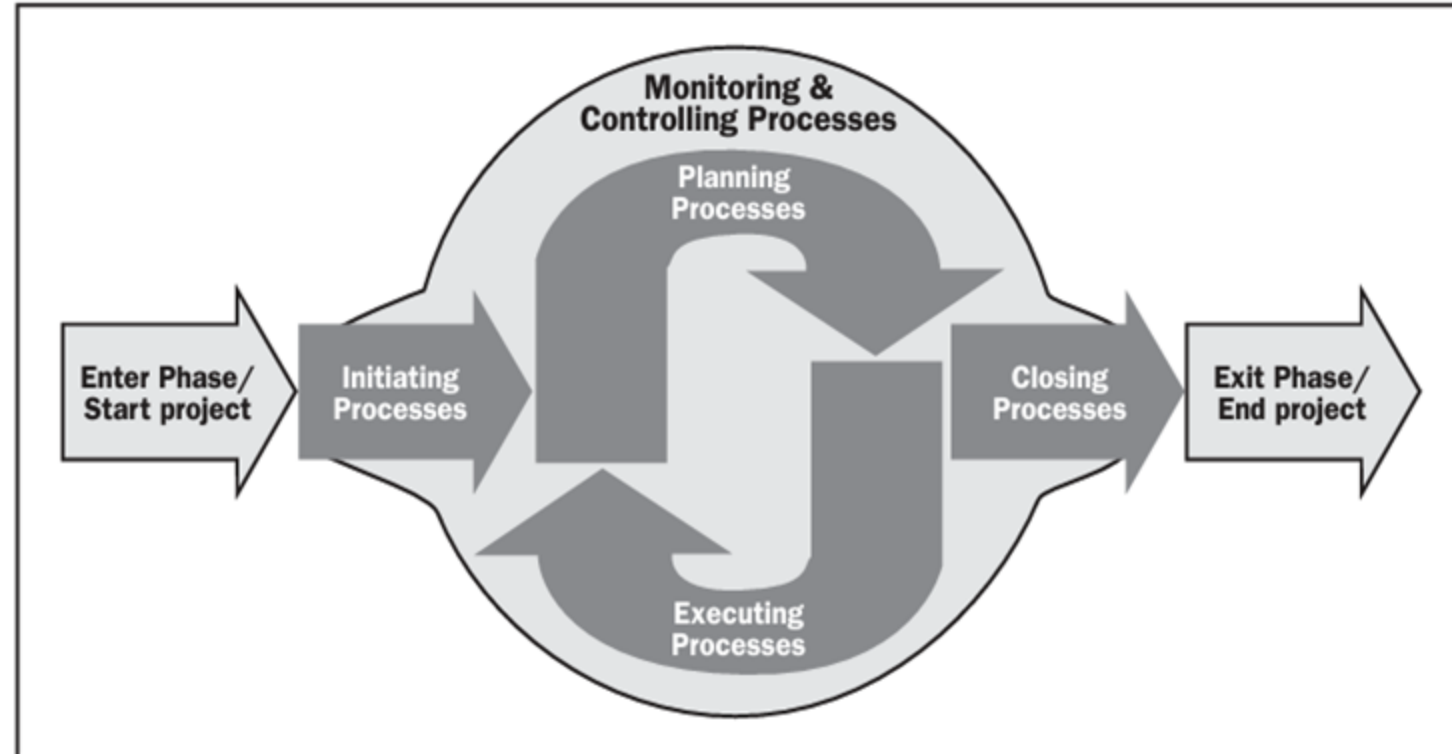 Monitoring &
Controlling Processes
Planning
Processes
Enter Phase/
Start project
Initiating
Processes
Closing
Processes
Exit Phase/
End project
Executing
Processes